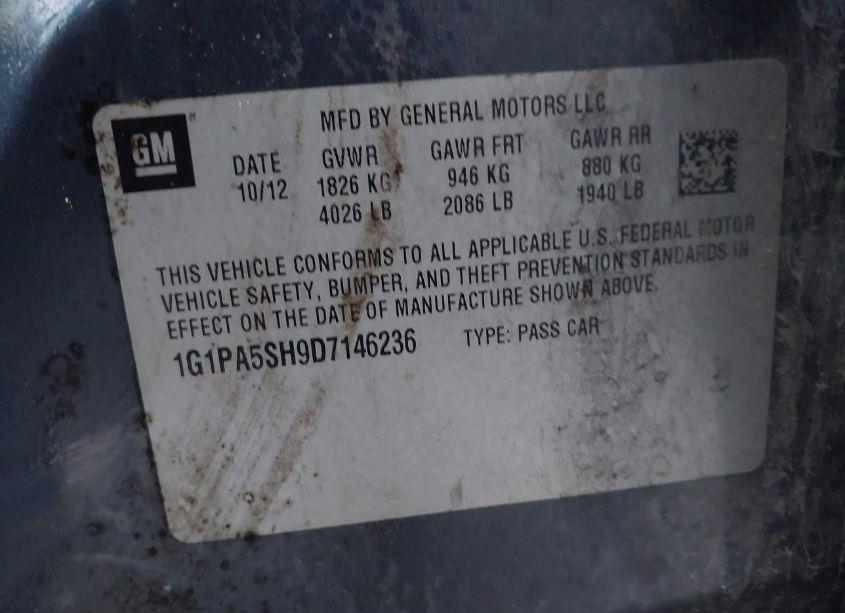 GM
MFD BY GENERAL MOTORS LLC
DATE GVWR GAWR FRT GAWR RR
10/12 1826 KG 946 KG 880 KG
4026 LB 2086 LB 1940 LB
THIS VEHICLE CONFORMS TO ALL APPLICABLE U.S. FEDERAL MOTOR
VEHICLE SAFETY, BUMPER, AND THEFT PREVENTION STANDARDS IN
EFFECT ON THE DATE OF MANUFACTURE SHOWN ABOVE.
1G1PA5SH9D7146236 TYPE: PASS CAR